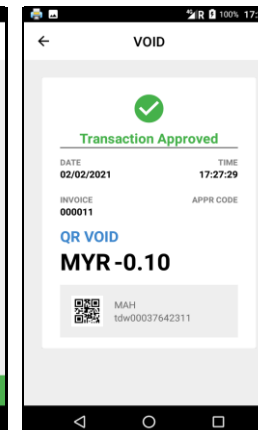 R 100% 17:
VOID
Transaction Approved
DATE TIME
02/02/2021 17:27:29
INVOICE APPR CODE
000011
QR VOID
MYR -0.10
MAH
tdw00037642311